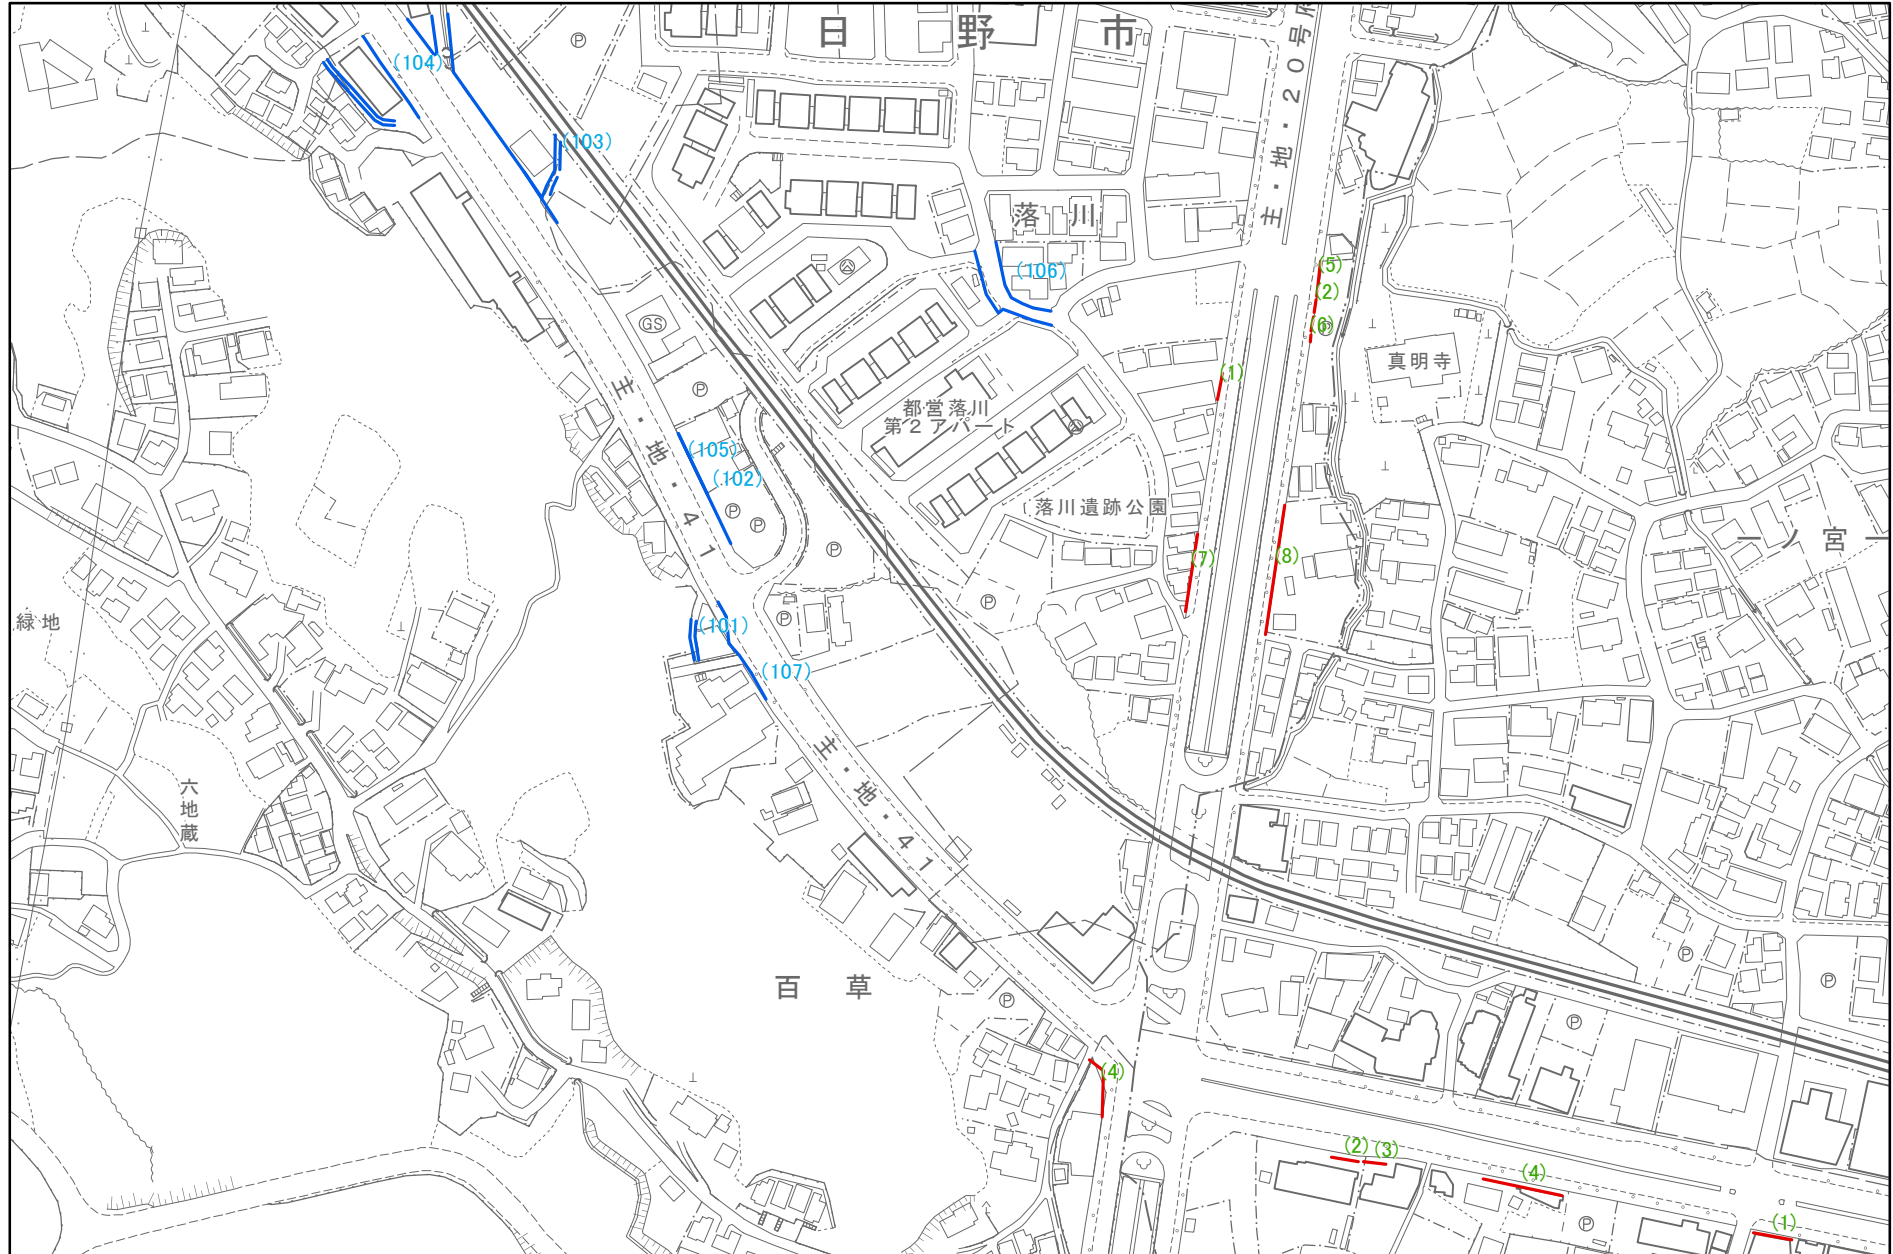 日野市
主・地・20号府
(104)
(103)
落川
(106)
(5)
(2)
(6)
GS
真明寺
(1)
主・地・41
都営落川
第2アパート
(105)
(102)
落川遺跡公園
一ノ宮一
(7)
(8)
緑地
(101)
(107)
主・地・41
六地蔵
百草
(4)
(2)
(3)
(4)
(1)
P
P
P
P
P
P
P
P
P
P
P
P